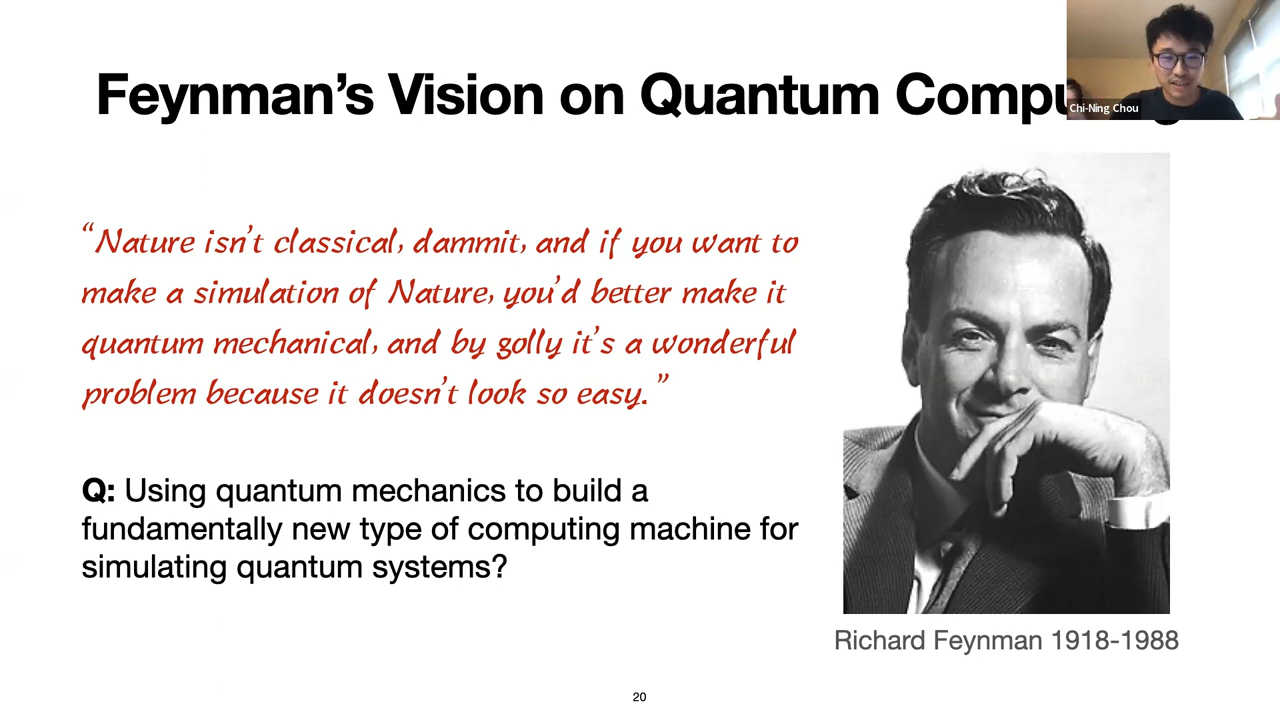 Feynman's Vision on Quantum
Chi-Ning Chou
“Nature isn't classical, dammit, and if you want to
make a simulation of Nature, you'd better make it
quantum mechanical, and by golly it's a wonderful
problem because it doesn't look so easy.”
Q: Using quantum mechanics to build a
fundamentally new type of computing machine for
simulating quantum systems?
Richard Feynman 1918-1988
20